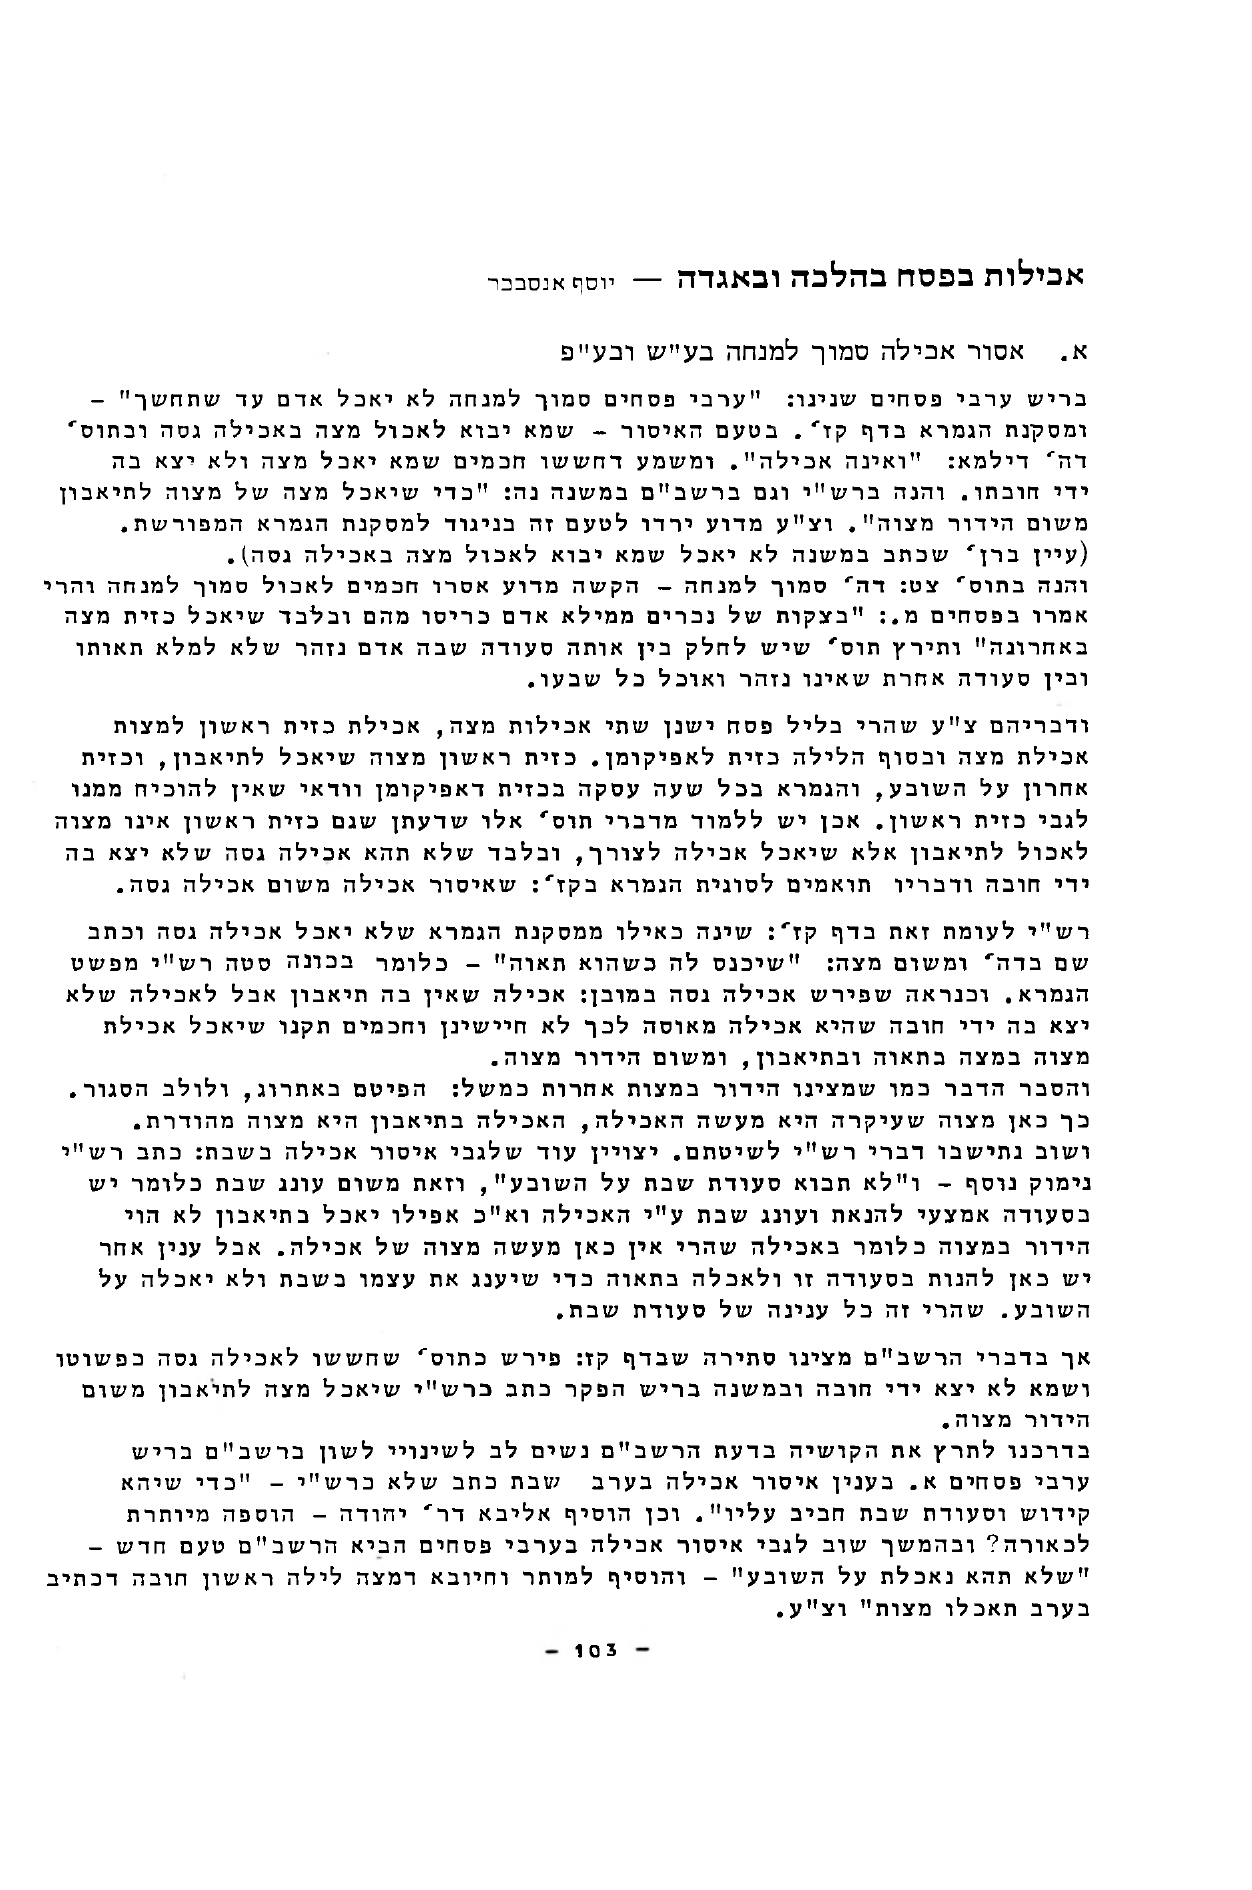 אכילות בפסח בהלכה ובאגדה — יוסף אנסבכר
א. אסור אכילה סמוך למנחה בע"ש ובע"פ
בריש ערבי פסחים שנינו: "ערבי פסחים סמוך למנחה לא יאכל אדם עד שתחשך" –
ומסקנת הגמרא בדף קז'. בטעם האיסור – שמא יבוא לאכול מצה באכילה גסה ובתוס'
דה' דילמא: "ואינה אכילה". ומשמע דחששו חכמים שמא יאכל מצה ולא יצא בה
ידי חובתו. והנה ברש"י וגם ברשב"ם במשנה נה: "כדי שיאכל מצה של מצוה לתיאבון
משום הידור מצוה". וצ"ע מדוע ירדו לטעם זה בניגוד למסקנת הגמרא המפורשת.
(עיין ברן' שכתב במשנה לא יאכל שמא יבוא לאכול מצה באכילה גסה).
והנה בתוס' צט: דה' סמוך למנחה – הקשה מדוע אסרו חכמים לאכול סמוך למנחה והרי
אמרו בפסחים מ.: "בצקות של נכרים ממילא אדם כריסו מהם ובלבד שיאכל כזית מצה
באחרונה" ותירץ תוס' שיש לחלק בין אותה סעודה שבה אדם נזהר שלא למלא תאותו
ובין סעודה אחרת שאינו נזהר ואוכל כל שבעו.
ודבריהם צ"ע שהרי בליל פסח ישנן שתי אכילות מצה, אכילת כזית ראשון למצות
אכילת מצה ובסוף הלילה כזית לאפיקומן. כזית ראשון מצוה שיאכל לתיאבון, וכזית
אחרון על השובע, והגמרא בכל שעה עסקה בכזית דאפיקומן וודאי שאין להוכיח ממנו
לגבי כזית ראשון. אכן יש ללמוד מדברי תוס' אלו שדעתן שגם כזית ראשון אינו מצוה
לאכול לתיאבון אלא שיאכל אכילה לצורך, ובלבד שלא תהא אכילה גסה שלא יצא בה
ידי חובה ודבריו תואמים לסוגית הגמרא בקז': שאיסור אכילה משום אכילה גסה.
רש"י לעומת זאת בדף קז': שינה כאילו ממסקנת הגמרא שלא יאכל אכילה גסה וכתב
שם בדה' ומשום מצה: "שיכנס לה כשהוא תאוה" – כלומר בכונה סטה רש"י מפשט
הגמרא. וכנראה שפירש אכילה גסה במובן: אכילה שאין בה תיאבון אבל לאכילה שלא
יצא בה ידי חובה שהיא אכילה מאוסה לכך לא חיישינן וחכמים תקנו שיאכל אכילת
מצוה במצה בתאוה ובתיאבון, ומשום הידור מצוה.
והסבר הדבר כמו שמצינו הידור במצות אחרות כמשל: הפיטם באתרוג, ולולב הסגור.
כך כאן מצוה שעיקרה היא מעשה האכילה, האכילה בתיאבון היא מצוה מהודרת.
ושוב נתישבו דברי רש"י לשיטתם. יצויין עוד שלגבי איסור אכילה בשבת: כתב רש"י
נימוק נוסף – ו"לא תבוא סעודת שבת על השובע", וזאת משום עונג שבת כלומר יש
בסעודה אמצעי להנאת ועונג שבת ע"י האכילה וא"כ אפילו יאכל בתיאבון לא הוי
הידור במצוה כלומר באכילה שהרי אין כאן מעשה מצוה של אכילה. אבל ענין אחר
יש כאן להנות בסעודה זו ולאכלה בתאוה כדי שיענג את עצמו בשבת ולא יאכלה על
השובע. שהרי זה כל ענינה של סעודת שבת.
אך בדברי הרשב"ם מצינו סתירה שבדף קז: פירש כתוס' שחששו לאכילה גסה כפשוטו
ושמא לא יצא ידי חובה ובמשנה בריש הפקר כתב כרש"י שיאכל מצה לתיאבון משום
הידור מצוה.
בדרכנו לתרץ את הקושיה בדעת הרשב"ם נשים לב לשינויי לשון ברשב"ם בריש
ערבי פסחים א. בענין איסור אכילה בערב שבת כתב שלא כרש"י – "כדי שיהא
קידוש וסעודת שבת חביב עליו". וכן הוסיף אליבא דר' יהודה – הוספה מיותרת
לכאורה? ובהמשך שוב לגבי איסור אכילה בערבי פסחים הביא הרשב"ם טעם חדש –
"שלא תהא נאכלת על השובע" – והוסיף למותר וחיובא דמצה לילה ראשון חובה דכתיב
בערב תאכלו מצות" וצ"ע.
– 103 –